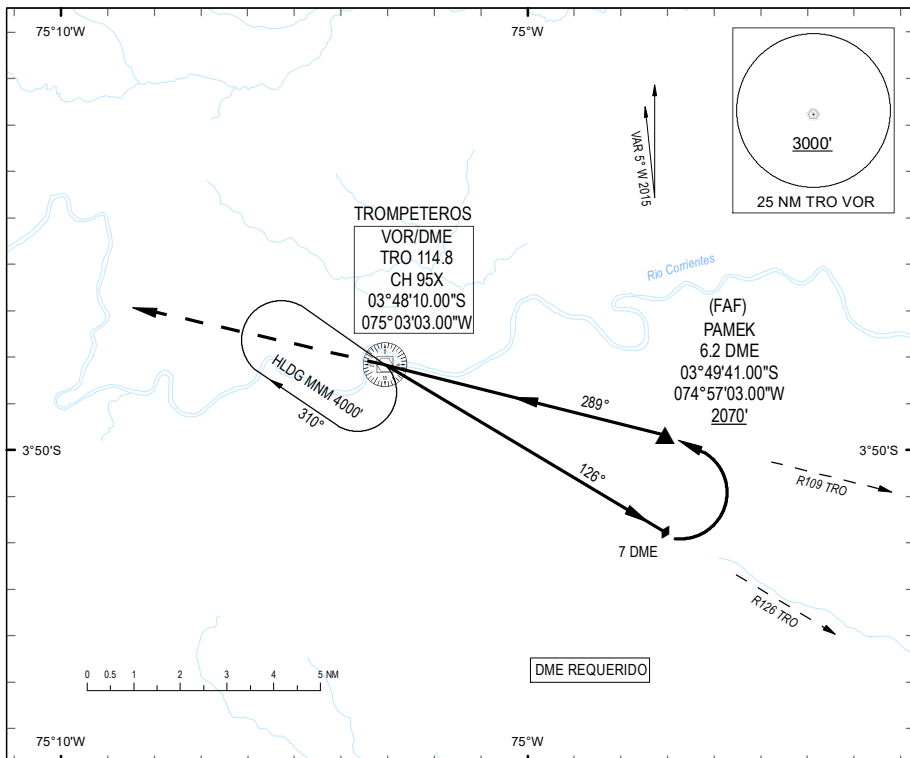 75°10'W
75°W
3000'
25 NM TRO VOR
VAR 5° W 2015
TROMPETEROS
VOR/DME
TRO 114.8
CH 95X
03°48'10.00"S
075°03'03.00"W
Rio Corrientes
(FAF)
PAMEK
6.2 DME
03°49'41.00"S
074°57'03.00"W
2070'
HLDG MNM 4000'
310°
289°
126°
3°50'S
3°50'S
R109 TRO
7 DME
R126 TRO
0 0.5 1 2 3 4 5 NM
DME REQUERIDO
75°10'W
75°W